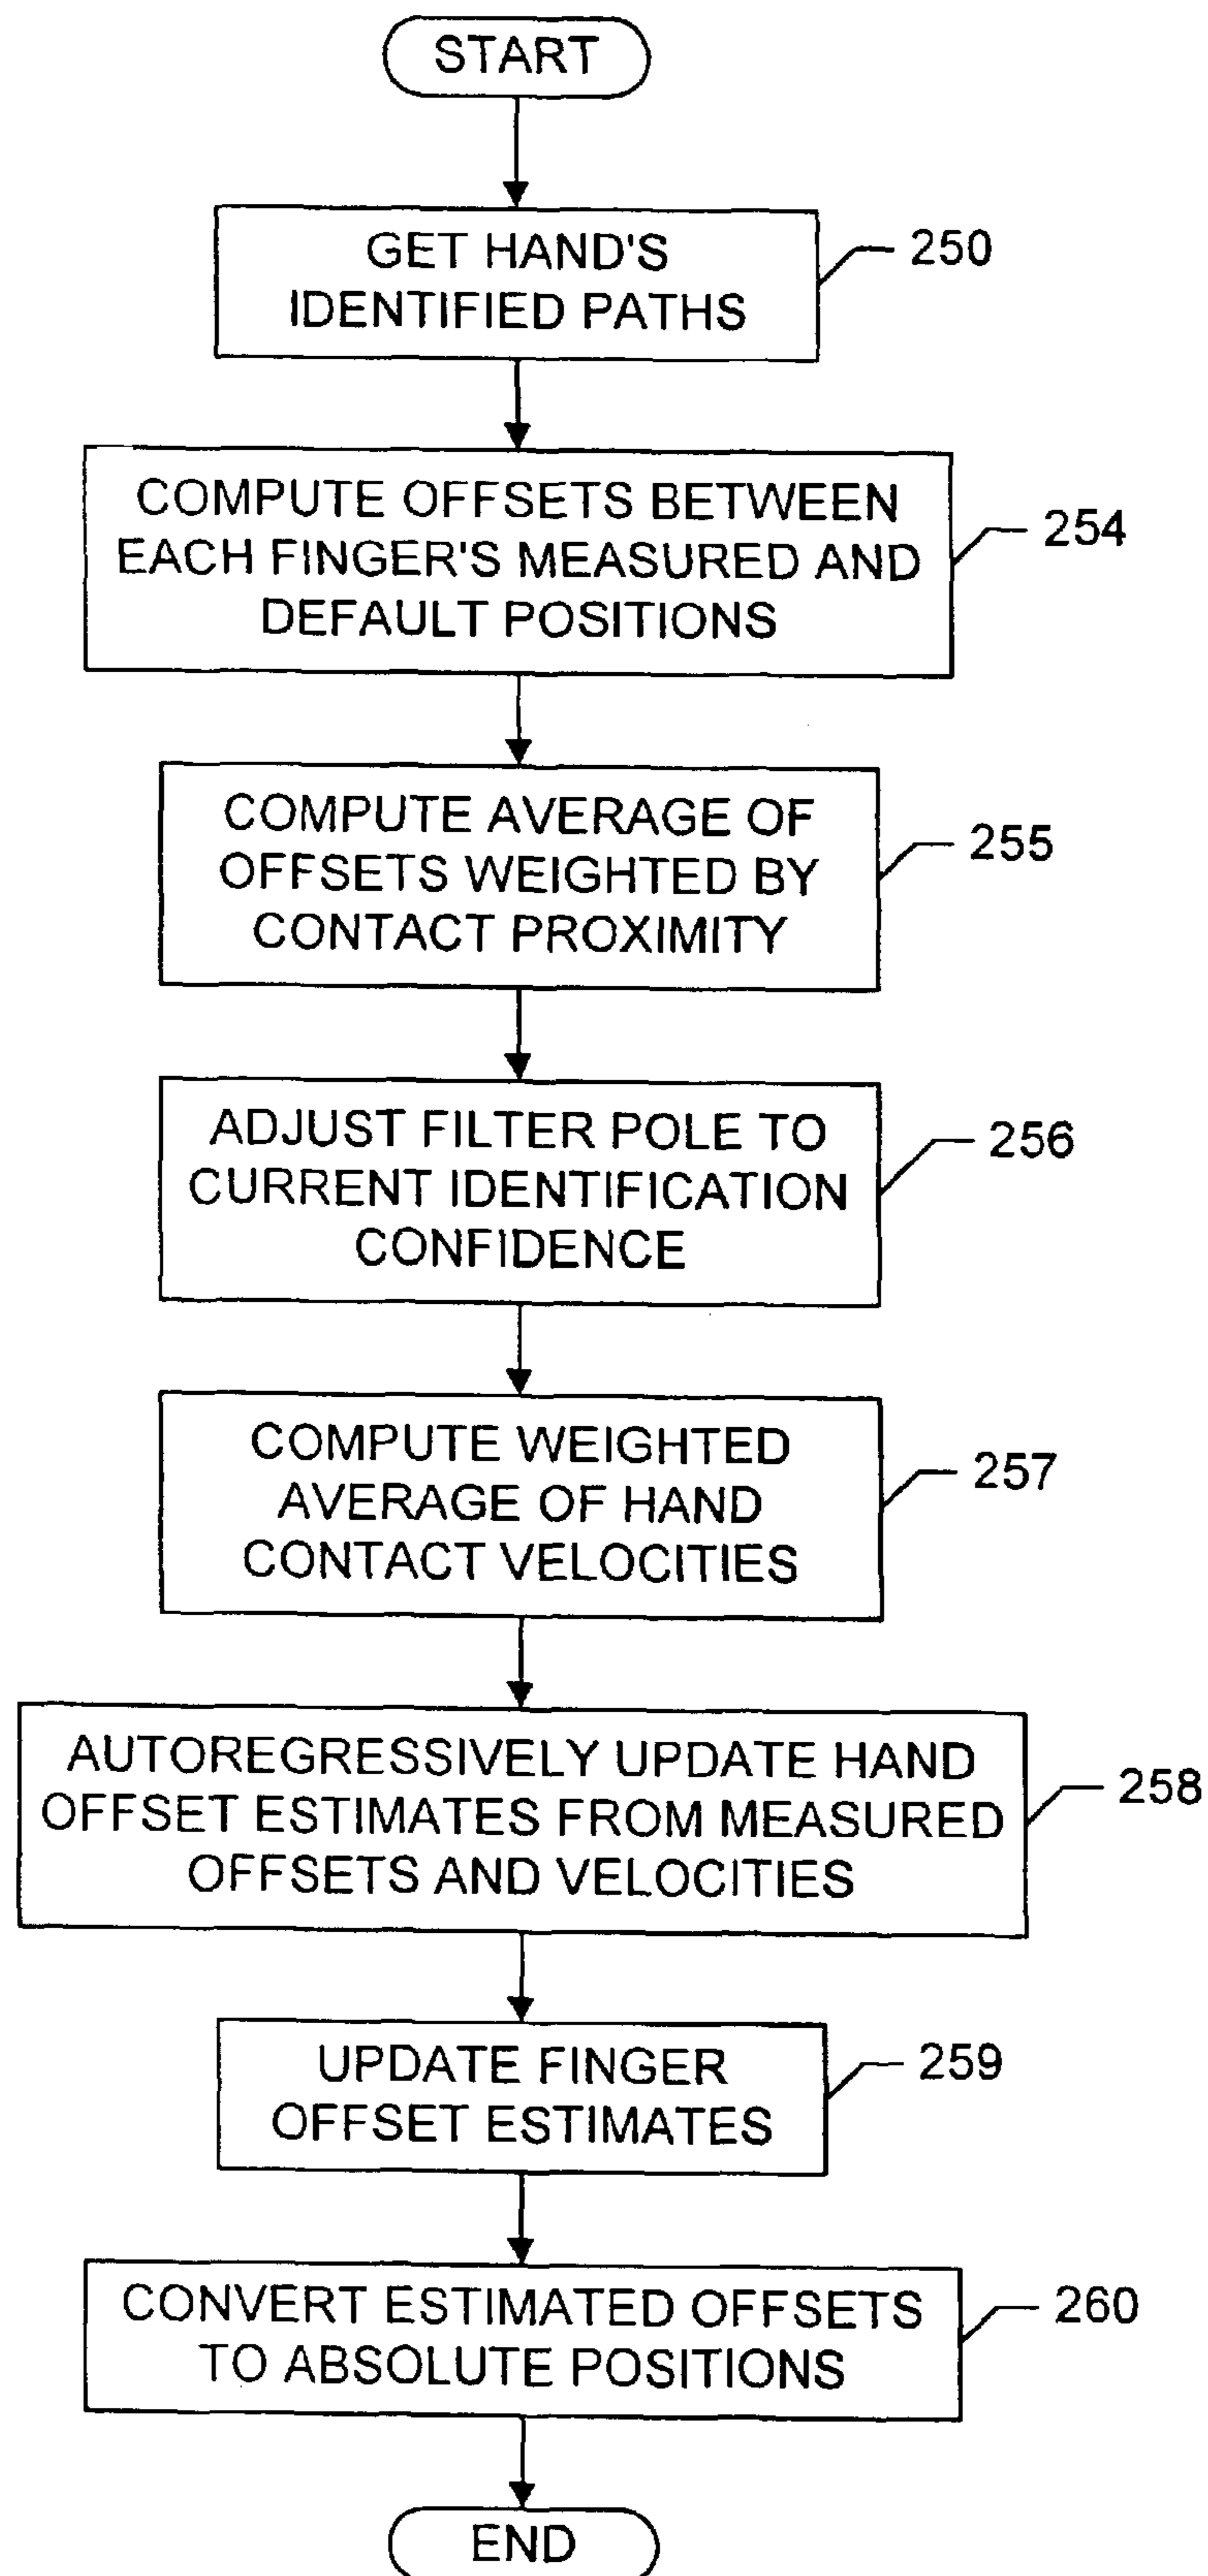 START
GET HAND'S
IDENTIFIED PATHS
250
COMPUTE OFFSETS BETWEEN
EACH FINGER'S MEASURED AND
DEFAULT POSITIONS
254
COMPUTE AVERAGE OF
OFFSETS WEIGHTED BY
CONTACT PROXIMITY
255
ADJUST FILTER POLE TO
CURRENT IDENTIFICATION
CONFIDENCE
256
COMPUTE WEIGHTED
AVERAGE OF HAND
CONTACT VELOCITIES
257
AUTOREGRESSIVELY UPDATE HAND
OFFSET ESTIMATES FROM MEASURED
OFFSETS AND VELOCITIES
258
UPDATE FINGER
OFFSET ESTIMATES
259
CONVERT ESTIMATED OFFSETS
TO ABSOLUTE POSITIONS
260
END